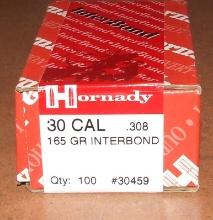 InterBond
Hornady
30 CAL .308
165 GR INTERBOND
Qty: 100 #30459